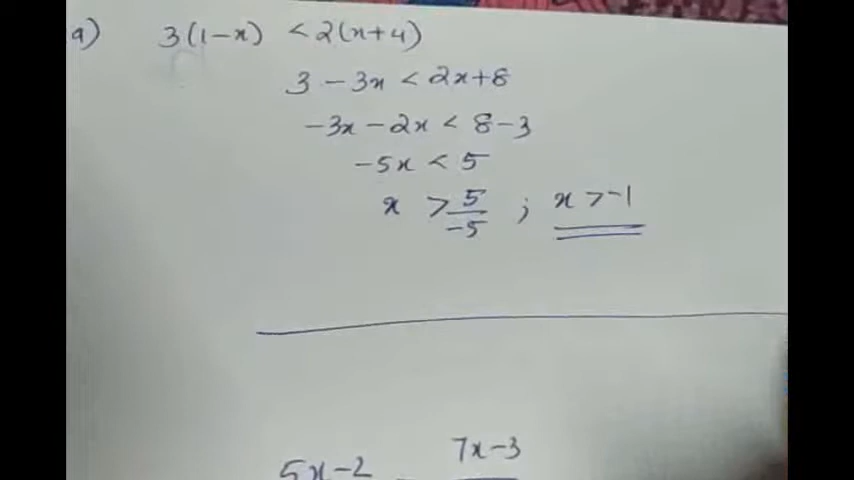 a) 3(1-x) < 2(x+4)
3 - 3x < 2x+8
-3x - 2x < 8-3
-5x < 5
x > 5/-5 ; x > -1
5x-2 7x-3